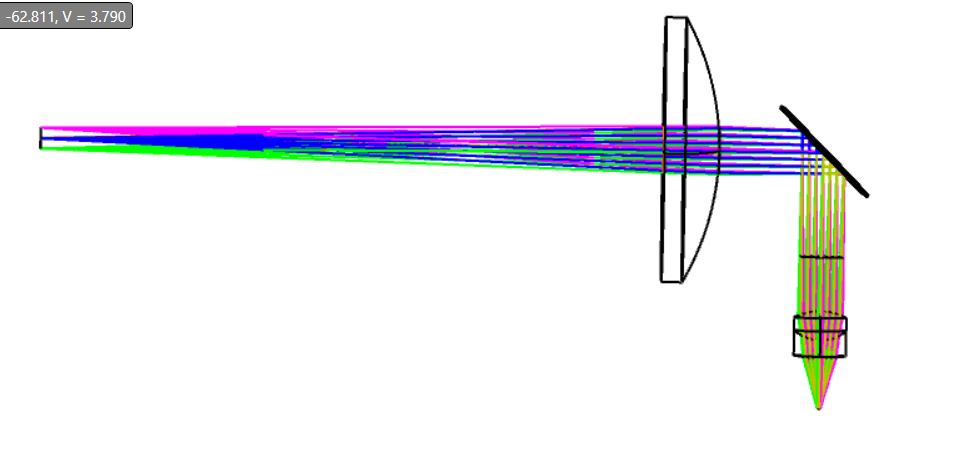 -62.811, V = 3.790